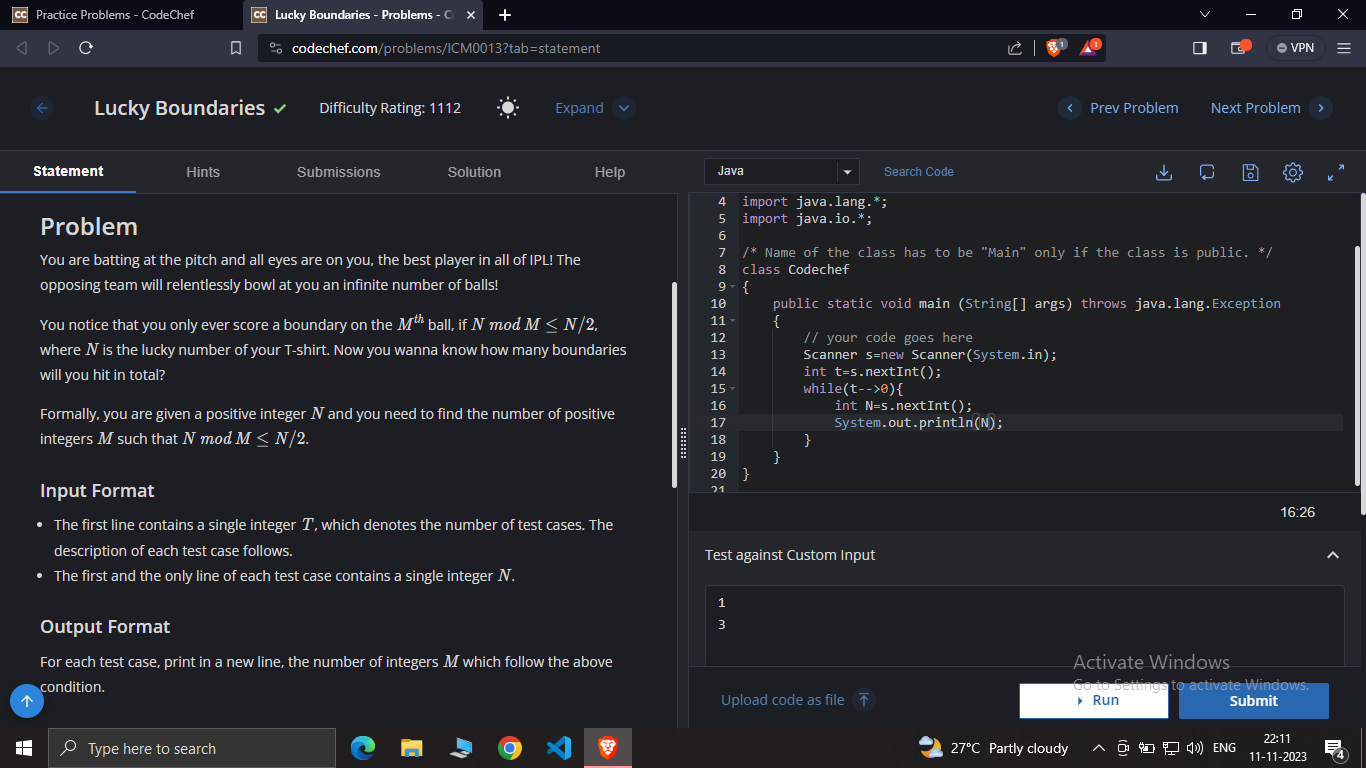 Practice Problems - CodeChef
Lucky Boundaries - Problems - C
codechef.com/problems/ICM0013?tab=statement
1
1
VPN
Lucky Boundaries
Difficulty Rating: 1112
Expand
Prev Problem
Next Problem
Statement
Hints
Submissions
Solution
Help
Problem
You are batting at the pitch and all eyes are on you, the best player in all of IPL! The
opposing team will relentlessly bowl at you an infinite number of balls!
You notice that you only ever score a boundary on the M^th ball, if N mod M ≤ N/2,
where N is the lucky number of your T-shirt. Now you wanna know how many boundaries
will you hit in total?
Formally, you are given a positive integer N and you need to find the number of positive
integers M such that N mod M ≤ N/2.
Input Format
• The first line contains a single integer T, which denotes the number of test cases. The
description of each test case follows.
• The first and the only line of each test case contains a single integer N.
Output Format
For each test case, print in a new line, the number of integers M which follow the above
condition.
Java
Search Code
4 import java.lang.*;
5 import java.io.*;
6
7 /* Name of the class has to be "Main" only if the class is public. */
8 class Codechef
9 {
10 public static void main (String[] args) throws java.lang.Exception
11 {
12 // your code goes here
13 Scanner s=new Scanner(System.in);
14 int t=s.nextInt();
15 while(t-->0){
16 int N=s.nextInt();
17 System.out.println(N);
18 }
19 }
20 }
21
16:26
Test against Custom Input
1
3
Activate Windows
Go to Settings to activate Windows.
Upload code as file
Run
Submit
Type here to search
27°C Partly cloudy
ENG
22:11
11-11-2023
4